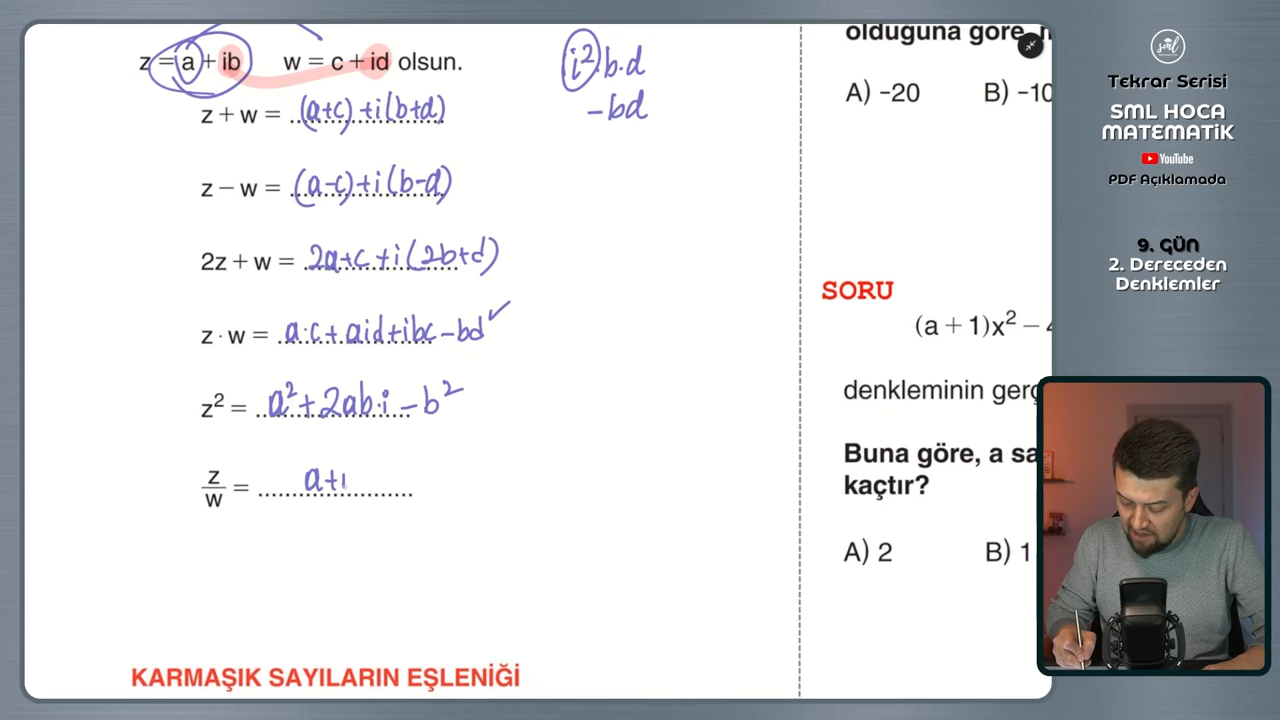 z = a + ib w = c + id olsun.
i².b.d
-bd
z + w = (a+c)+i(b+d)
z − w = (a-c)+i(b-d)
2z + w = 2a+c+i(2b+d)
z · w = a.c+aid+ibc-bd ✓
z² = a²+2ab.i-b²
z/w = a+ı
KARMAŞIK SAYILARIN EŞLENİĞİ
olduğuna göre,
A) -20 B) -10
SORU
(a + 1)x² −
denkleminin gerç
Buna göre, a sa
kaçtır?
A) 2 B) 1
sml
Tekrar Serisi
SML HOCA
MATEMATİK
YouTube
PDF Açıklamada
9. GÜN
2. Dereceden
Denklemler